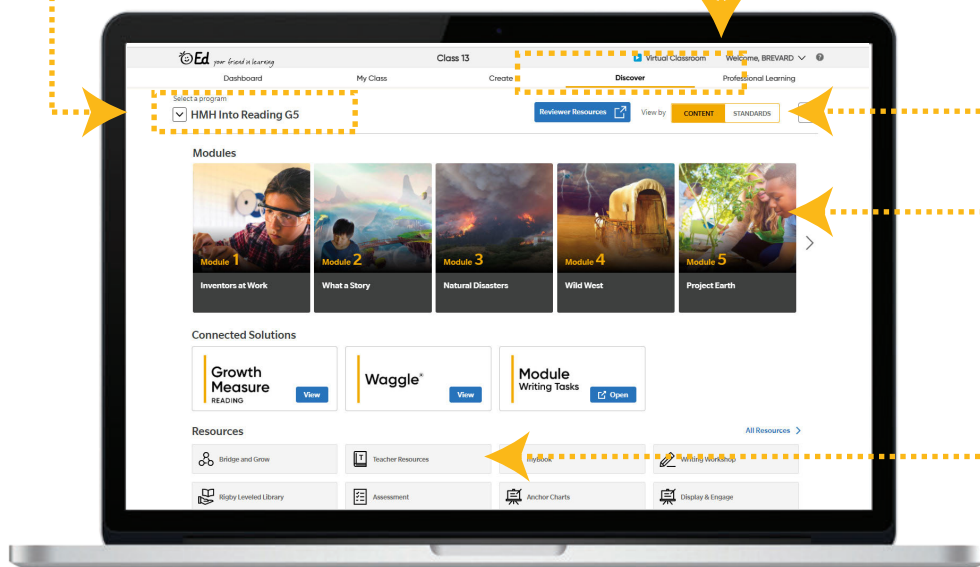 Ed your friend in learning
Class 13
Virtual Classroom
Welcome, BREVARD
Dashboard
My Class
Create
Discover
Professional Learning
Select a program
HMH Into Reading G5
Reviewer Resources
View by
CONTENT
STANDARDS
Modules
Module 1
Module 2
Module 3
Module 4
Module 5
Inventors at Work
What a Story
Natural Disasters
Wild West
Project Earth
Connected Solutions
Growth
Measure
READING
View
Waggle®
View
Module
Writing Tasks
Open
Resources
All Resources
Bridge and Grow
T
Teacher Resources
myBook
Writing Workshop
Rigby Leveled Library
Assessment
Anchor Charts
Display & Engage